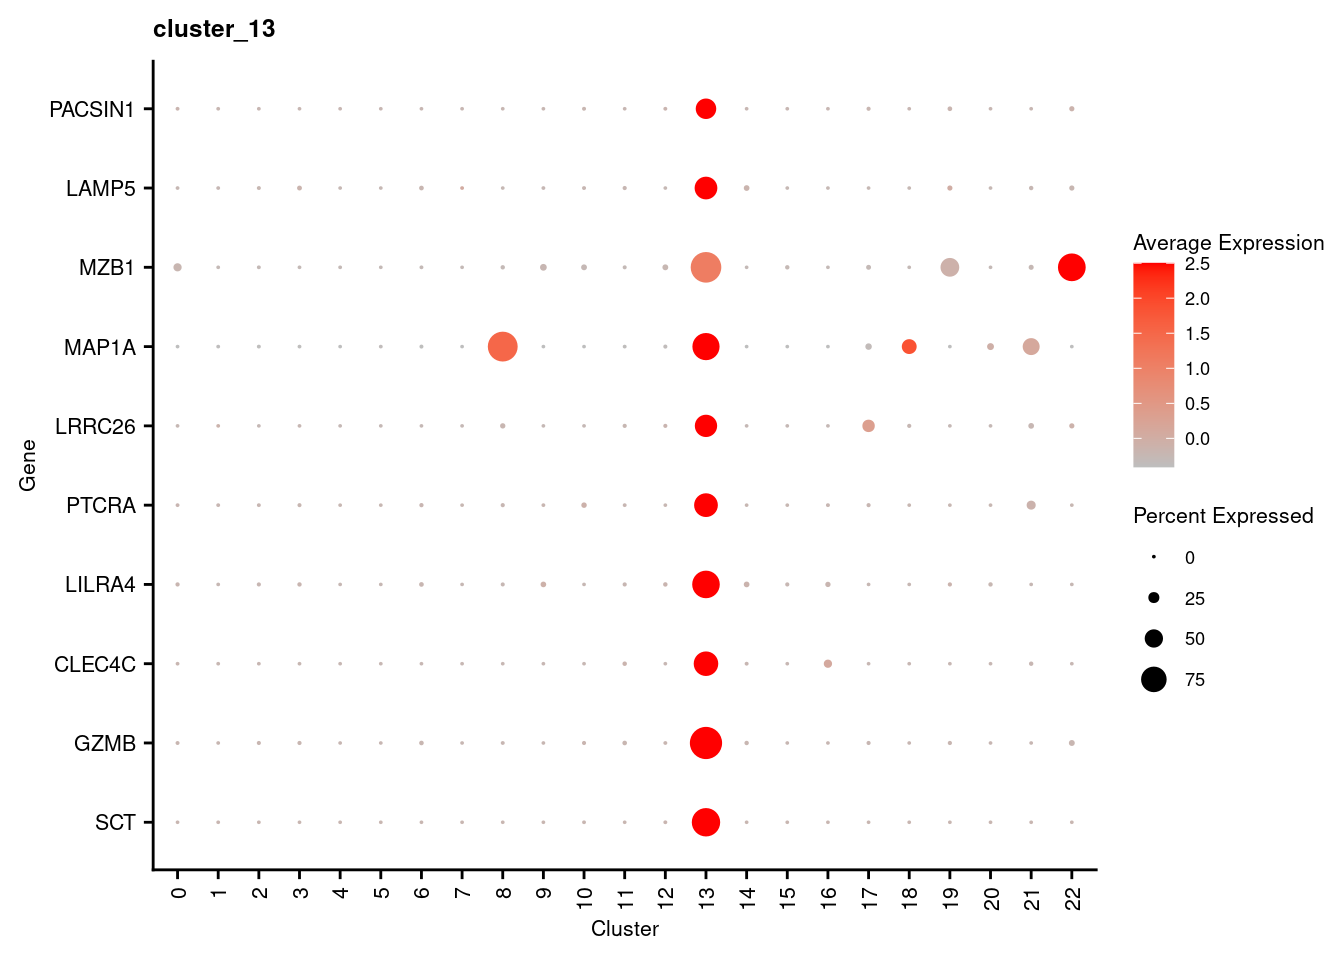 cluster_13
PACSIN1
LAMP5
MZB1
MAP1A
LRRC26
PTCRA
LILRA4
CLEC4C
GZMB
SCT
Gene
0 1 2 3 4 5 6 7 8 9 10 11 12 13 14 15 16 17 18 19 20 21 22
Cluster
Average Expression
2.5
2.0
1.5
1.0
0.5
0.0
Percent Expressed
0
25
50
75